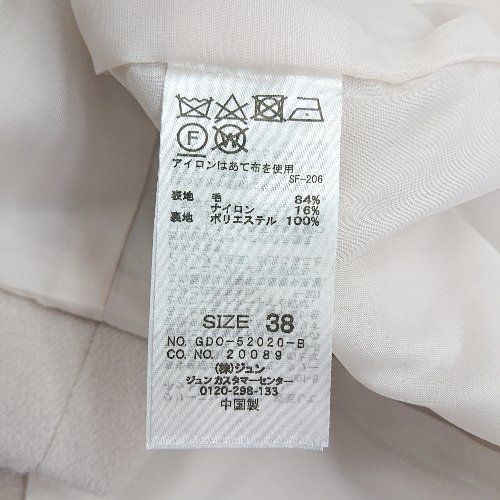 F W
アイロンはあて布を使用
SF-206
表地 毛 84%
ナイロン 16%
裏地 ポリエステル 100%
SIZE 38
NO. GDO-52020-B
CO. NO. 20089
(株)ジュン
ジュンカスタマーセンター
0120-298-133
中国製